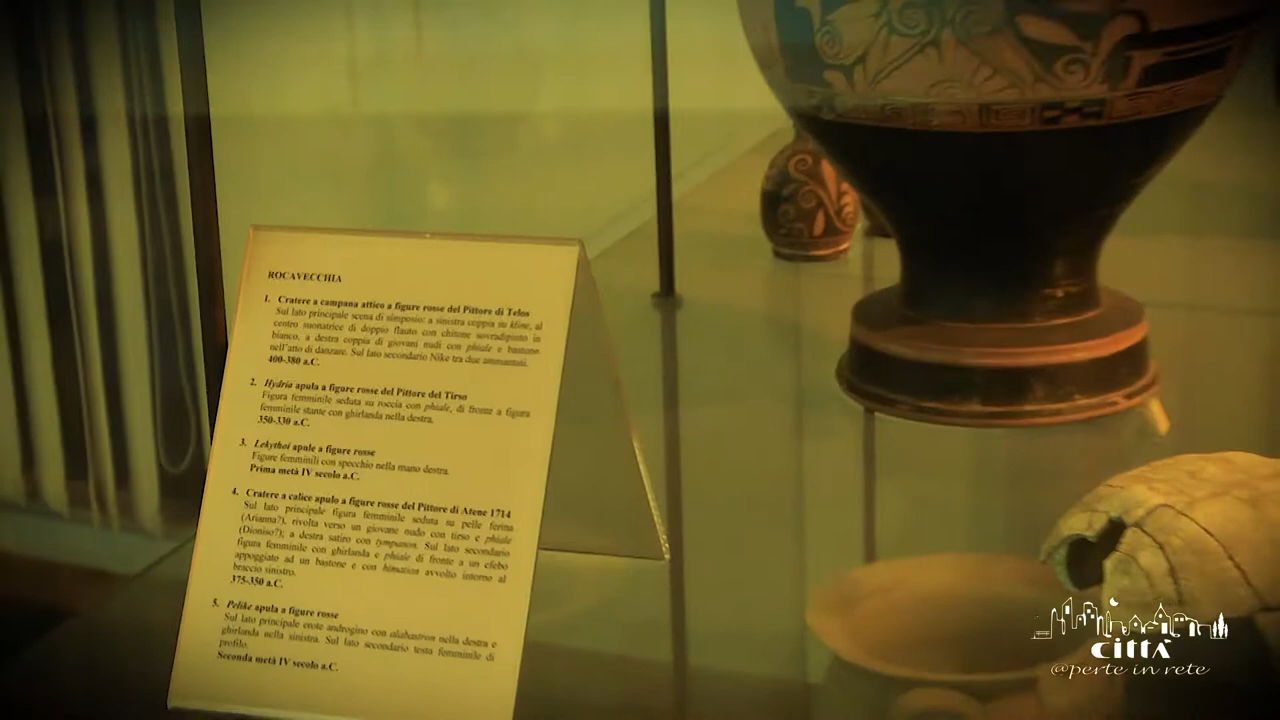 ROCAVECCHIA
1. Cratere a campana attico a figure rosse del Pittore di Telos
Sul lato principale scena di simposio: a sinistra coppia su kline, al
centro suonatrice di doppio flauto con chitone sovradipinto in
bianco, a destra coppia di giovani nudi con phiale e bastone
nell'atto di danzare. Sul lato secondario Nike tra due ammantati.
400-380 a.C.
2. Hydria apula a figure rosse del Pittore del Tirso
Figura femminile seduta su roccia con phiale, di fronte a figura
femminile stante con ghirlanda nella destra.
350-330 a.C.
3. Lekythoi apule a figure rosse
Figure femminili con specchio nella mano destra.
Prima metà IV secolo a.C.
4. Cratere a calice apulo a figure rosse del Pittore di Atene 1714
Sul lato principale figura femminile seduta su pelle ferina
(Arianna?), rivolta verso un giovane nudo con tirso e phiale
(Dioniso?); a destra satiro con tympanon. Sul lato secondario
figura femminile con ghirlanda e phiale di fronte a un efebo
appoggiato ad un bastone e con himation avvolto intorno al
braccio sinistro.
375-350 a.C.
5. Pelike apula a figure rosse
Sul lato principale erote androgino con alabastron nella destra e
ghirlanda nella sinistra. Sul lato secondario testa femminile di
profilo.
Seconda metà IV secolo a.C.
CITTÀ
@perte in rete